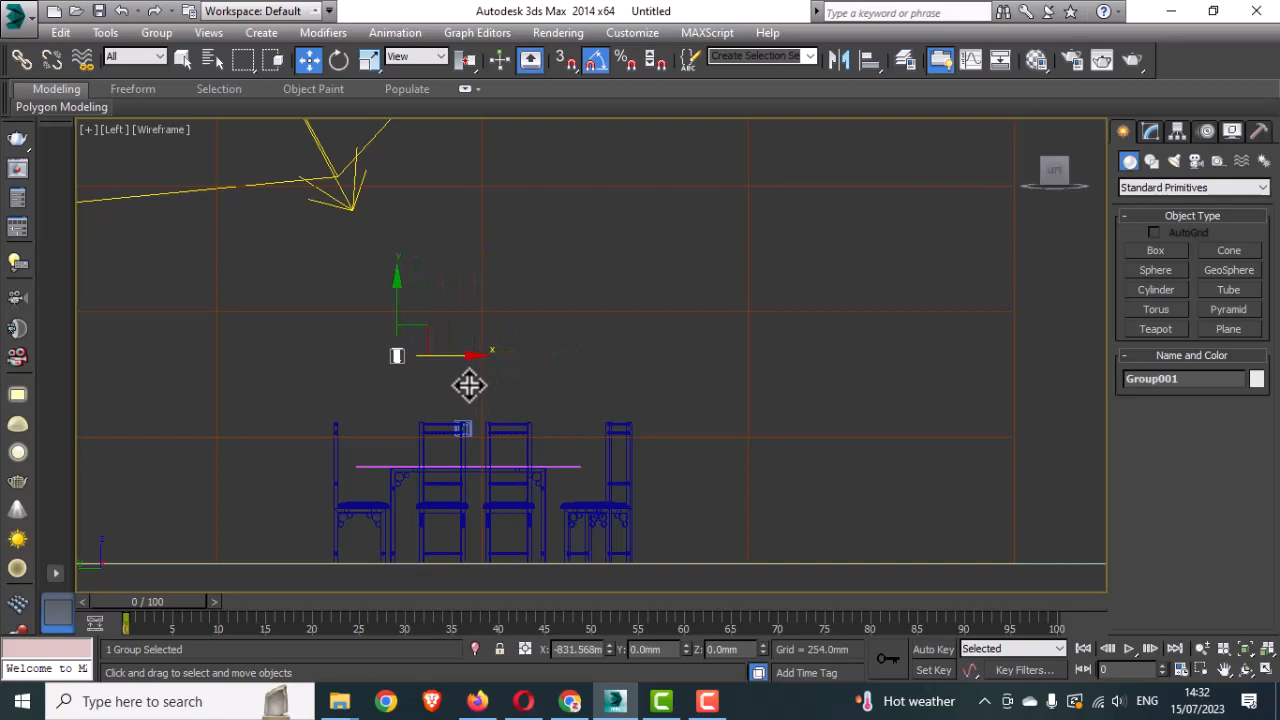 Workspace: Default
Autodesk 3ds Max 2014 x64 Untitled
Type a keyword or phrase
Edit Tools Group Views Create Modifiers Animation Graph Editors Rendering Customize MAXScript Help
All
View
3
Create Selection Se
Modeling Freeform Selection Object Paint Populate
Polygon Modeling
[+] [Left] [Wireframe]
Standard Primitives
Object Type
AutoGrid
Box Cone
Sphere GeoSphere
Cylinder Tube
Torus Pyramid
Teapot Plane
Name and Color
Group001
y
x
z
0 / 100
0 5 10 15 20 25 30 35 40 45 50 55 60 65 70 75 80 85 90 95 100
1 Group Selected
X: -831.568m Y: 0.0mm Z: 0.0mm Grid = 254.0mm
Auto Key Selected
Welcome to M
Click and drag to select and move objects
Add Time Tag
Set Key Key Filters...
0
Type here to search
Hot weather
ENG
14:32
15/07/2023